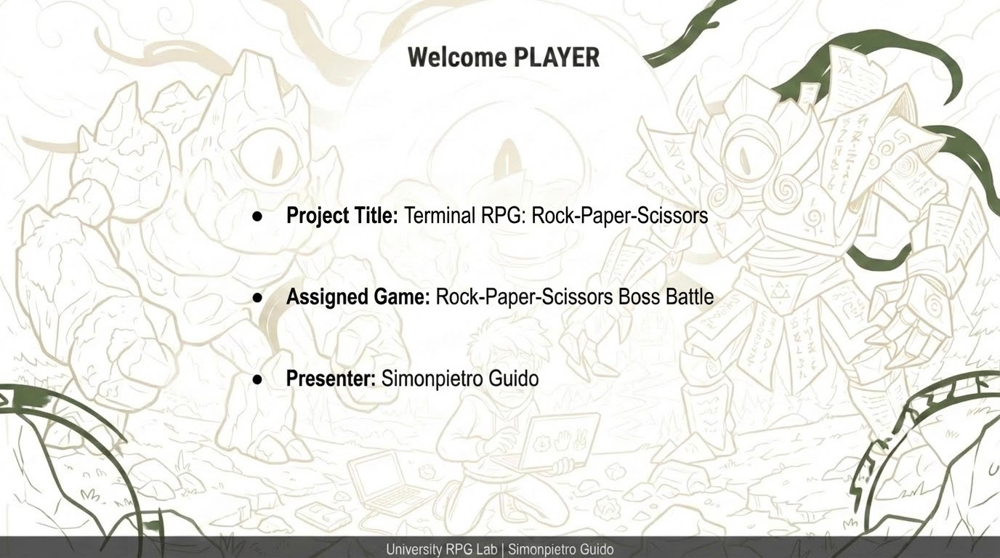 Welcome PLAYER
● Project Title: Terminal RPG: Rock-Paper-Scissors
● Assigned Game: Rock-Paper-Scissors Boss Battle
● Presenter: Simonpietro Guido
University RPG Lab | Simonpietro Guido